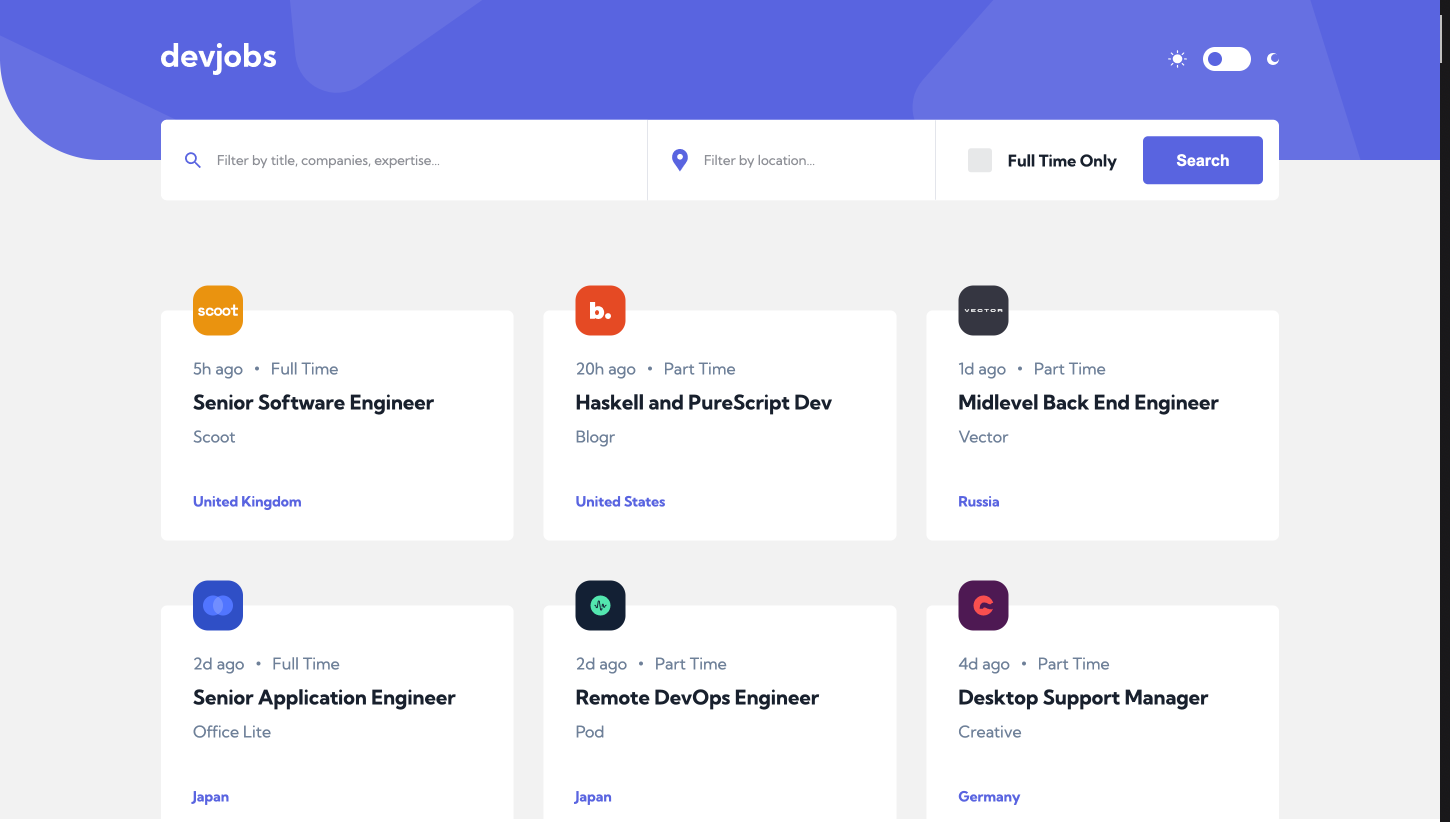 devjobs
Filter by title, companies, expertise...
Filter by location...
Full Time Only
Search
scoot
5h ago • Full Time
Senior Software Engineer
Scoot
United Kingdom
b.
20h ago • Part Time
Haskell and PureScript Dev
Blogr
United States
VECTOR
1d ago • Part Time
Midlevel Back End Engineer
Vector
Russia
2d ago • Full Time
Senior Application Engineer
Office Lite
Japan
2d ago • Part Time
Remote DevOps Engineer
Pod
Japan
4d ago • Part Time
Desktop Support Manager
Creative
Germany